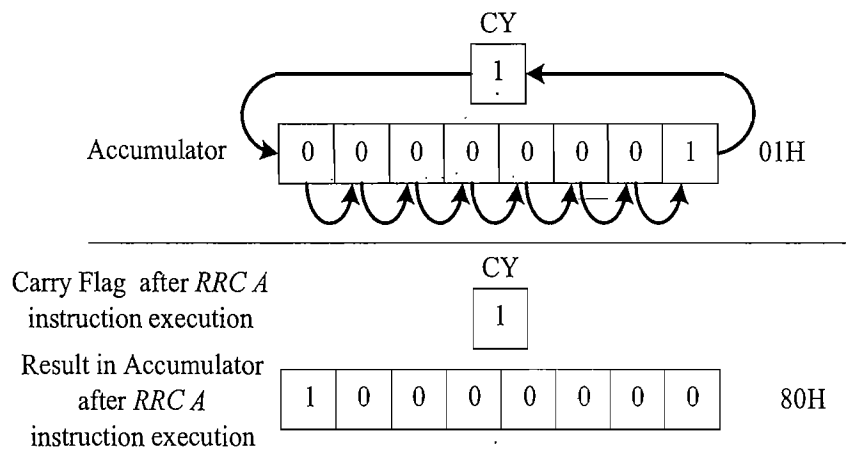 CY
1
Accumulator 0 0 0 0 0 0 0 1 01H
CY
Carry Flag after RRC A
instruction execution
1
Result in Accumulator
after RRC A
instruction execution
1 0 0 0 0 0 0 0 80H